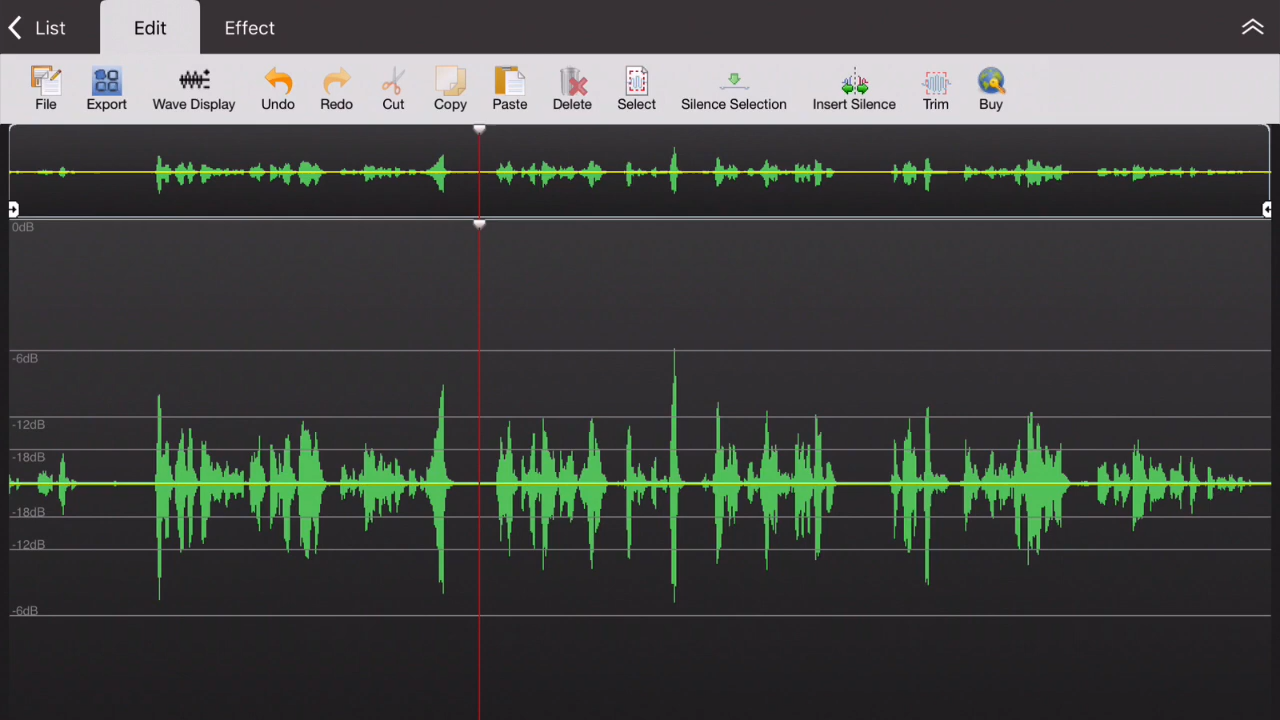 List Edit Effect
File Export Wave Display Undo Redo Cut Copy Paste Delete Select Silence Selection Insert Silence Trim Buy
0dB
-6dB
-12dB
-18dB
-18dB
-12dB
-6dB